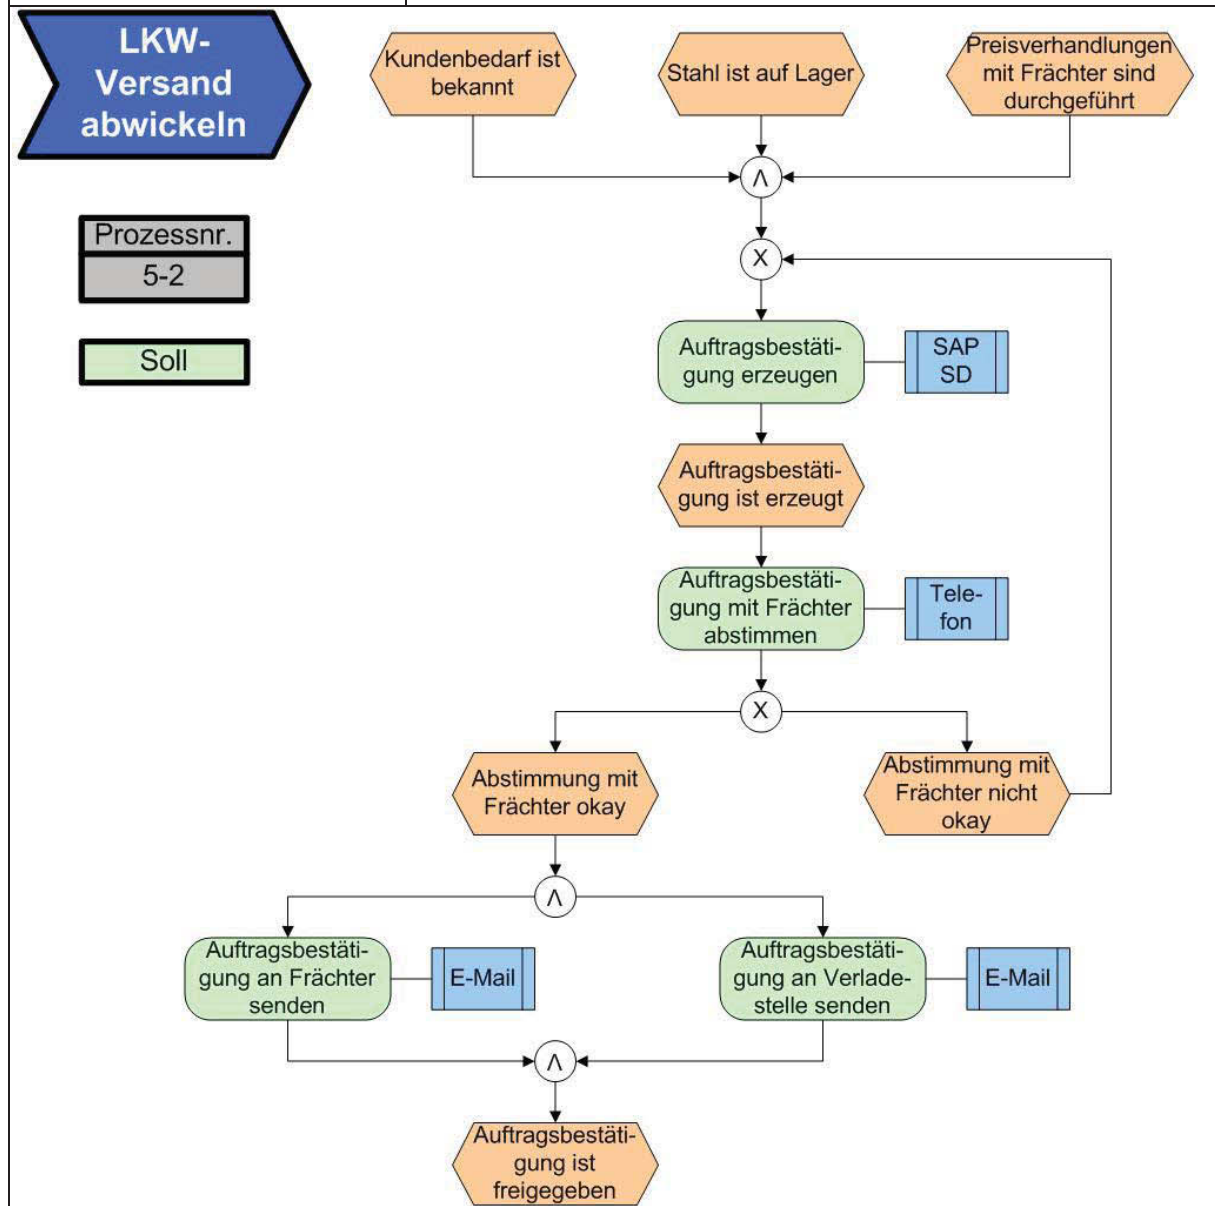 LKW-
Versand
abwickeln
Kundenbedarf ist
bekannt
Stahl ist auf Lager
Preisverhandlungen
mit Frächter sind
durchgeführt
Λ
Prozessnr.
5-2
X
Soll
Auftragsbestäti-
gung erzeugen
SAP
SD
Auftragsbestäti-
gung ist erzeugt
Auftragsbestäti-
gung mit Frächter
abstimmen
Tele-
fon
X
Abstimmung mit
Frächter okay
Abstimmung mit
Frächter nicht
okay
Λ
Auftragsbestäti-
gung an Frächter
senden
E-Mail
Auftragsbestäti-
gung an Verlade-
stelle senden
E-Mail
Λ
Auftragsbestäti-
gung ist
freigegeben